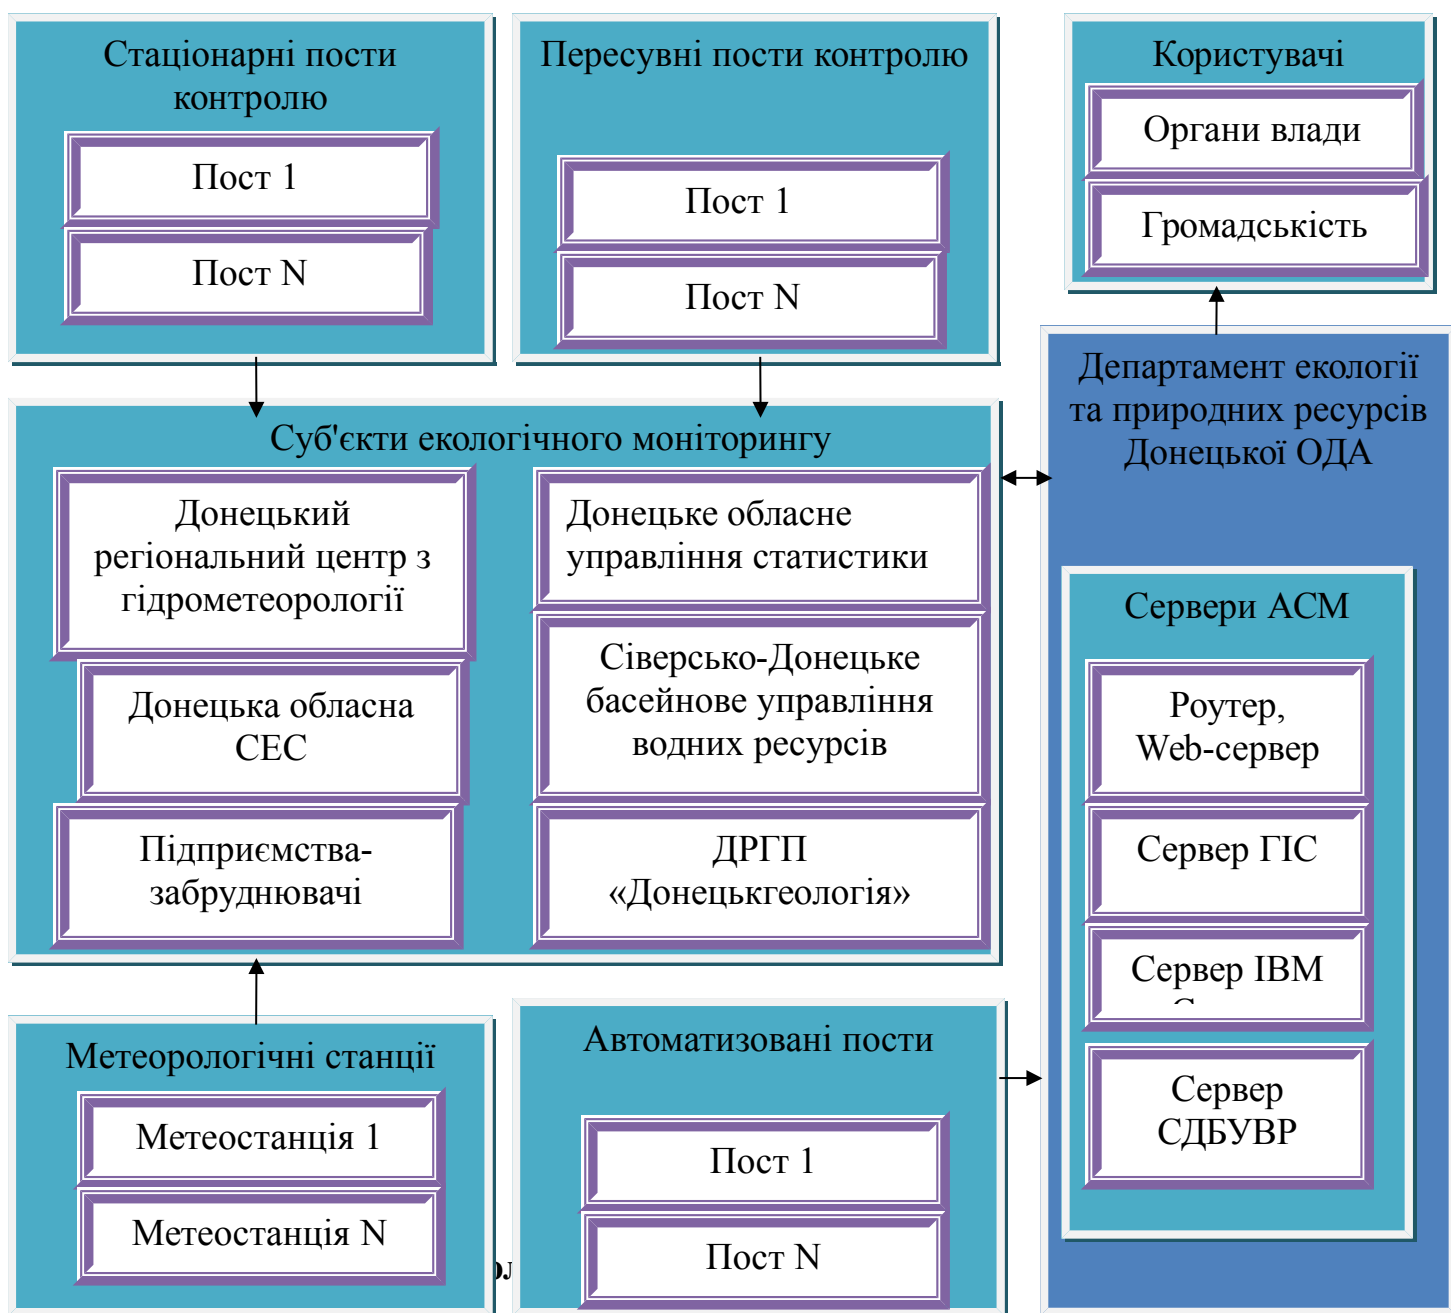 Стаціонарні пости
контролю
Пост 1
Пост N
Пересувні пости контролю
Пост 1
Пост N
Користувачі
Органи влади
Громадськість
Суб'єкти екологічного моніторингу
Донецький
регіональний центр з
гідрометеорології
Донецька обласна
СЕС
Підприємства-
забруднювачі
Донецьке обласне
управління статистики
Сіверсько-Донецьке
басейнове управління
водних ресурсів
ДРГП
«Донецькгеологія»
Департамент екології
та природних ресурсів
Донецької ОДА
Сервери АСМ
Роутер,
Web-сервер
Сервер ГІС
Сервер ІВМ
Сервер
СДБУВР
Метеорологічні станції
Метеостанція 1
Метеостанція N
Автоматизовані пости
Пост 1
Пост N